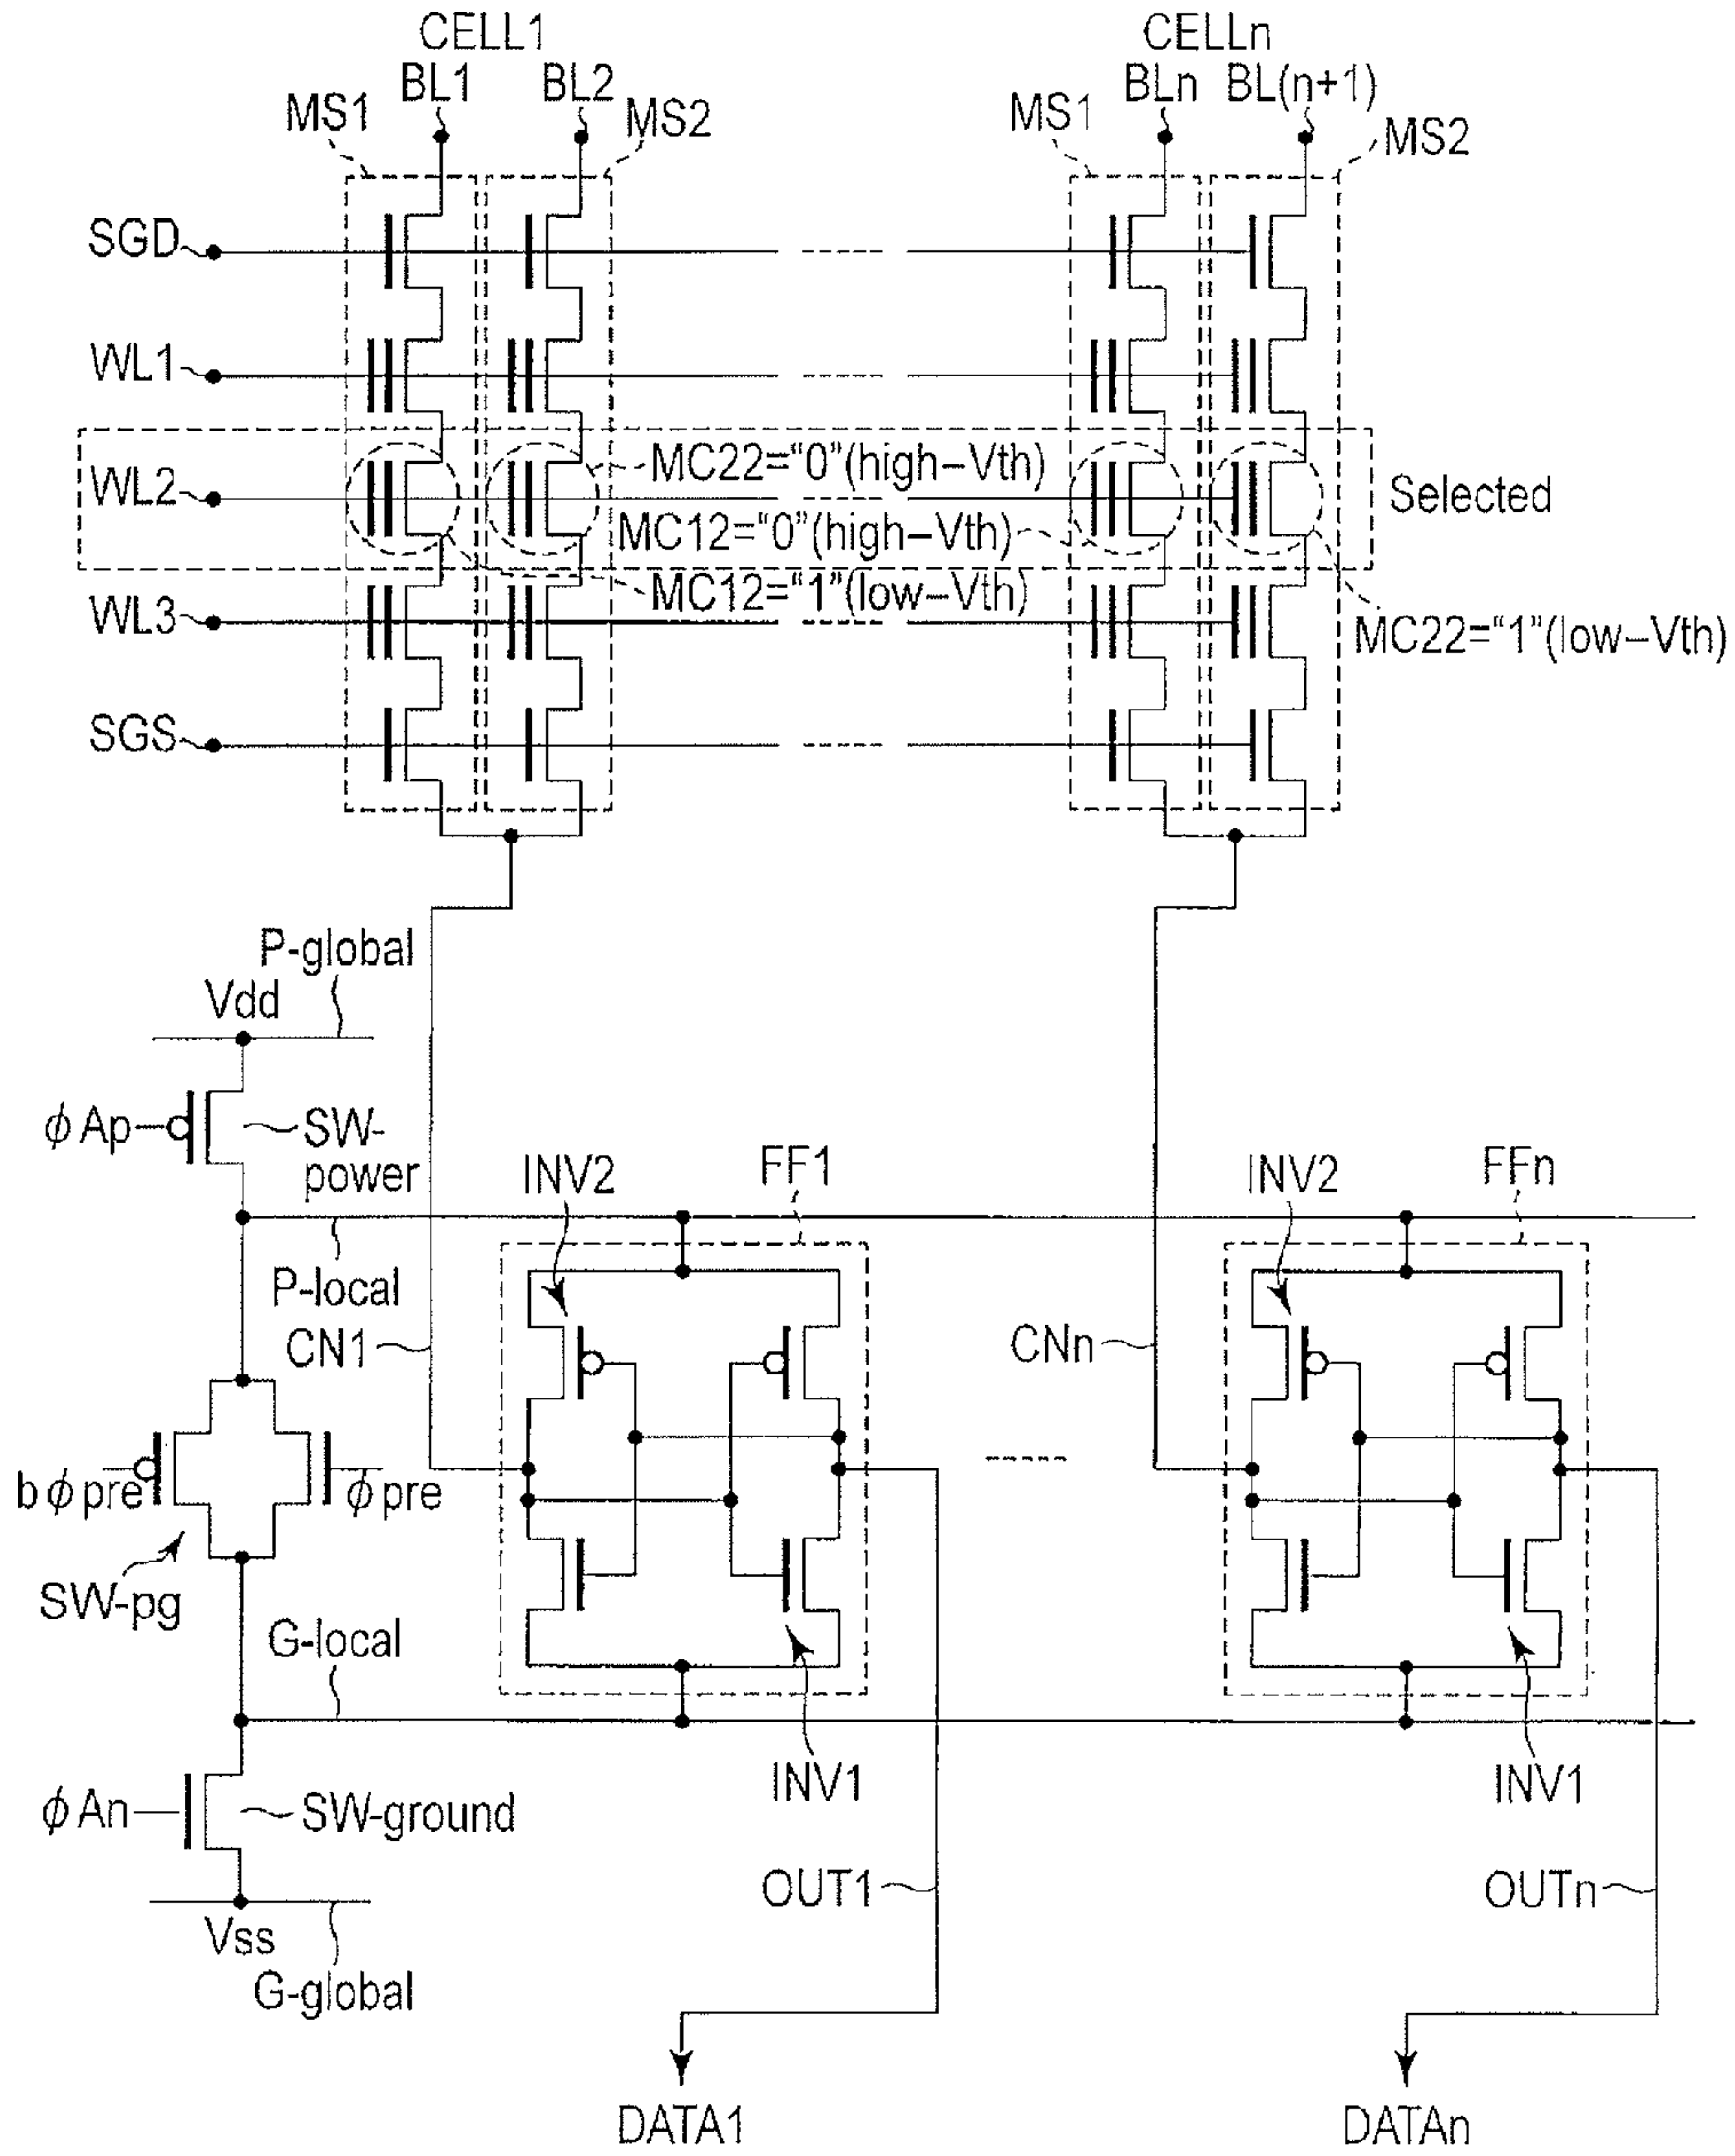 CELL1
CELLn
BL1
BL2
BLn
BL(n+1)
MS1
MS2
MS1
MS2
SGD
WL1
MC22="0"(high-Vth)
WL2
Selected
MC12="0"(high-Vth)
MC12="1"(low-Vth)
WL3
MC22="1"(low-Vth)
SGS
P-global
Vdd
ϕAp
SW-
power
INV2
FF1
INV2
FFn
P-local
CN1
CNn
bϕpre
ϕpre
SW-pg
G-local
INV1
INV1
ϕAn
SW-ground
OUT1
OUTn
Vss
G-global
DATA1
DATAn